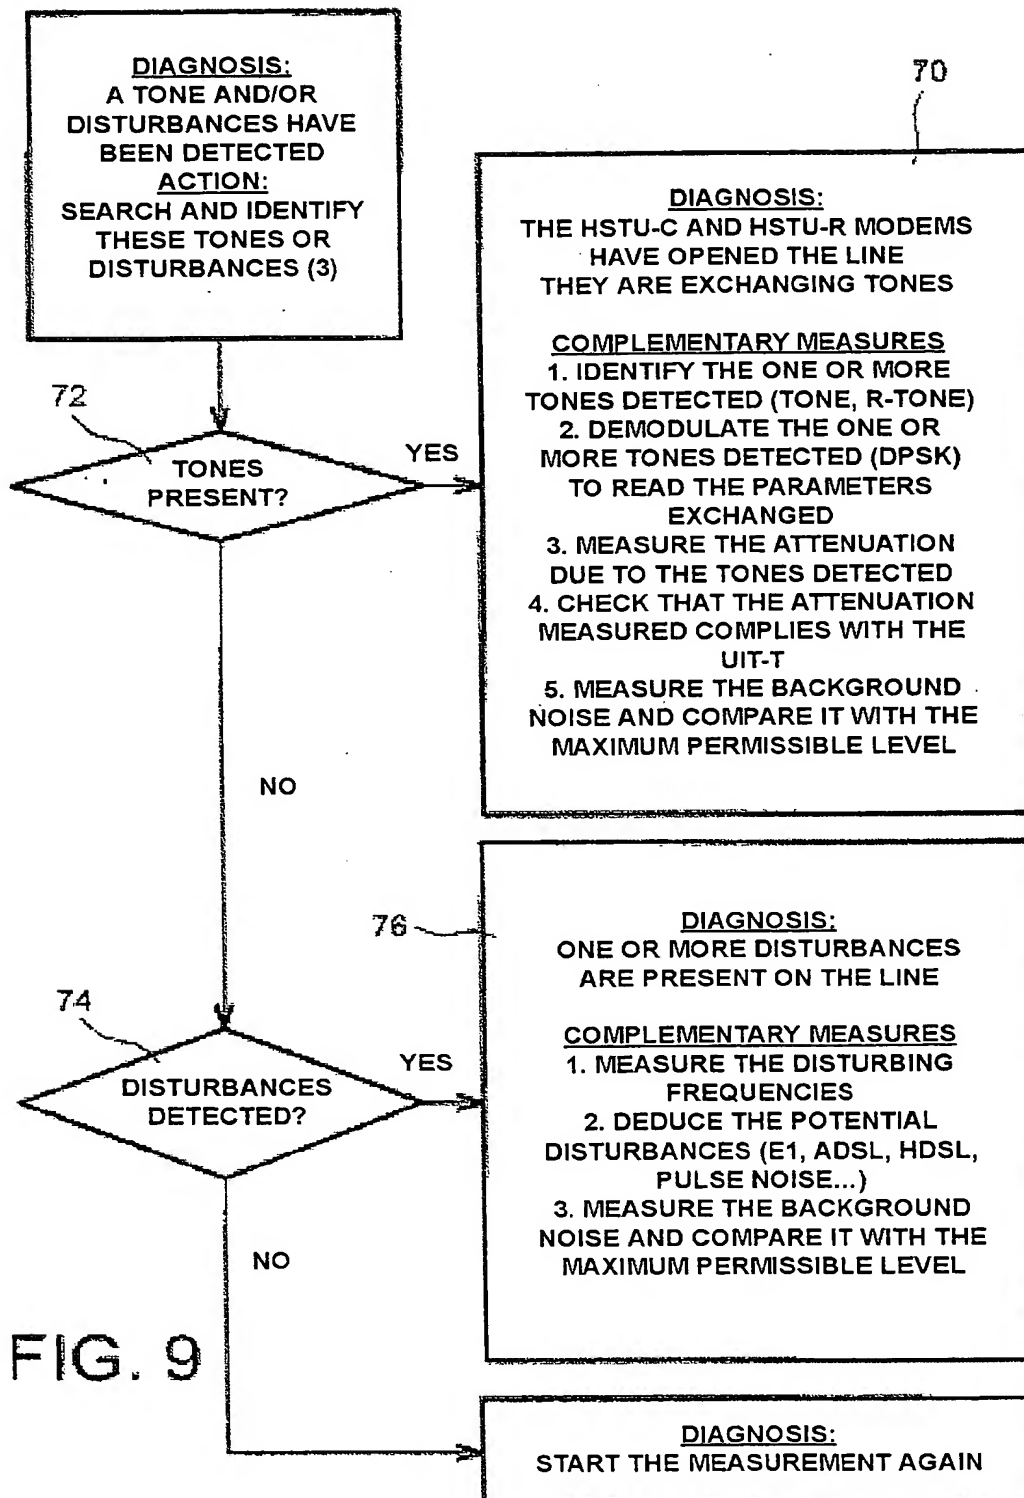 DIAGNOSIS:
A TONE AND/OR
DISTURBANCES HAVE
BEEN DETECTED
ACTION:
SEARCH AND IDENTIFY
THESE TONES OR
DISTURBANCES (3)
70
DIAGNOSIS:
THE HSTU-C AND HSTU-R MODEMS
HAVE OPENED THE LINE
THEY ARE EXCHANGING TONES
COMPLEMENTARY MEASURES
1. IDENTIFY THE ONE OR MORE
TONES DETECTED (TONE, R-TONE)
2. DEMODULATE THE ONE OR
MORE TONES DETECTED (DPSK)
TO READ THE PARAMETERS
EXCHANGED
3. MEASURE THE ATTENUATION
DUE TO THE TONES DETECTED
4. CHECK THAT THE ATTENUATION
MEASURED COMPLIES WITH THE
UIT-T
5. MEASURE THE BACKGROUND
NOISE AND COMPARE IT WITH THE
MAXIMUM PERMISSIBLE LEVEL
72
TONES
PRESENT?
YES
NO
76
DIAGNOSIS:
ONE OR MORE DISTURBANCES
ARE PRESENT ON THE LINE
COMPLEMENTARY MEASURES
1. MEASURE THE DISTURBING
FREQUENCIES
2. DEDUCE THE POTENTIAL
DISTURBANCES (E1, ADSL, HDSL,
PULSE NOISE...)
3. MEASURE THE BACKGROUND
NOISE AND COMPARE IT WITH THE
MAXIMUM PERMISSIBLE LEVEL
74
DISTURBANCES
DETECTED?
YES
NO
FIG. 9
DIAGNOSIS:
START THE MEASUREMENT AGAIN